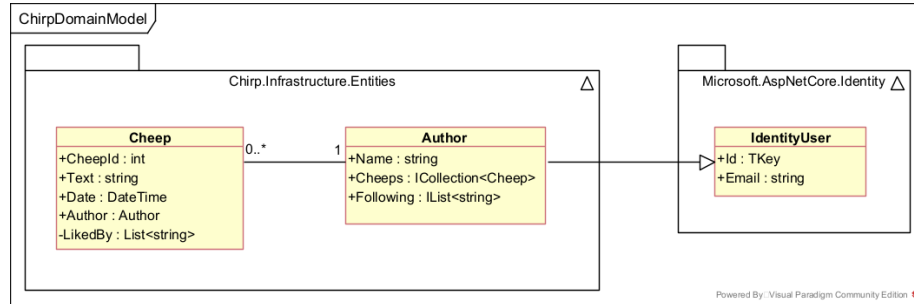 ChirpDomainModel
Chirp.Infrastructure.Entities
Microsoft.AspNetCore.Identity
Cheep
+CheepId : int
+Text : string
+Date : DateTime
+Author : Author
-LikedBy : List<string>
0..*
1
Author
+Name : string
+Cheeps : ICollection<Cheep>
+Following : IList<string>
IdentityUser
+Id : TKey
+Email : string
Powered By Visual Paradigm Community Edition